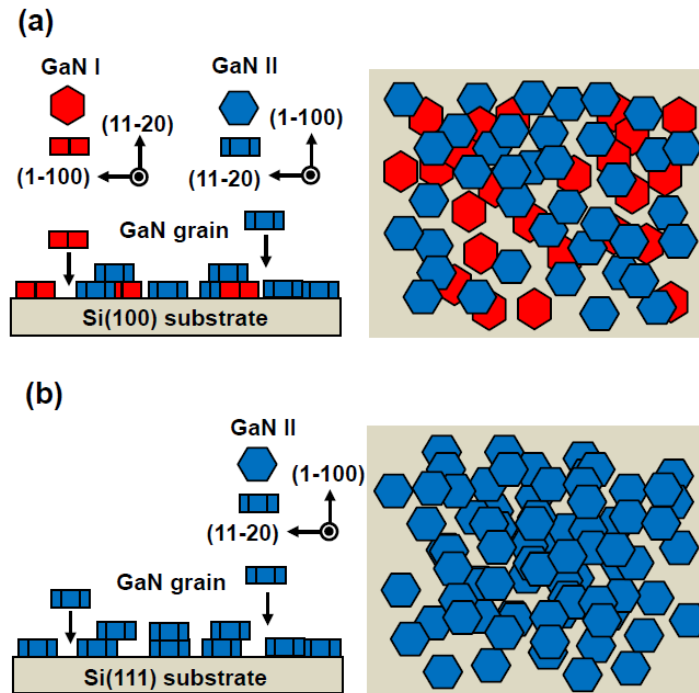 (a)
GaN I
GaN II
(11-20)
(1-100)
(1-100)
(11-20)
GaN grain
Si(100) substrate
(b)
GaN II
(1-100)
(11-20)
GaN grain
Si(111) substrate